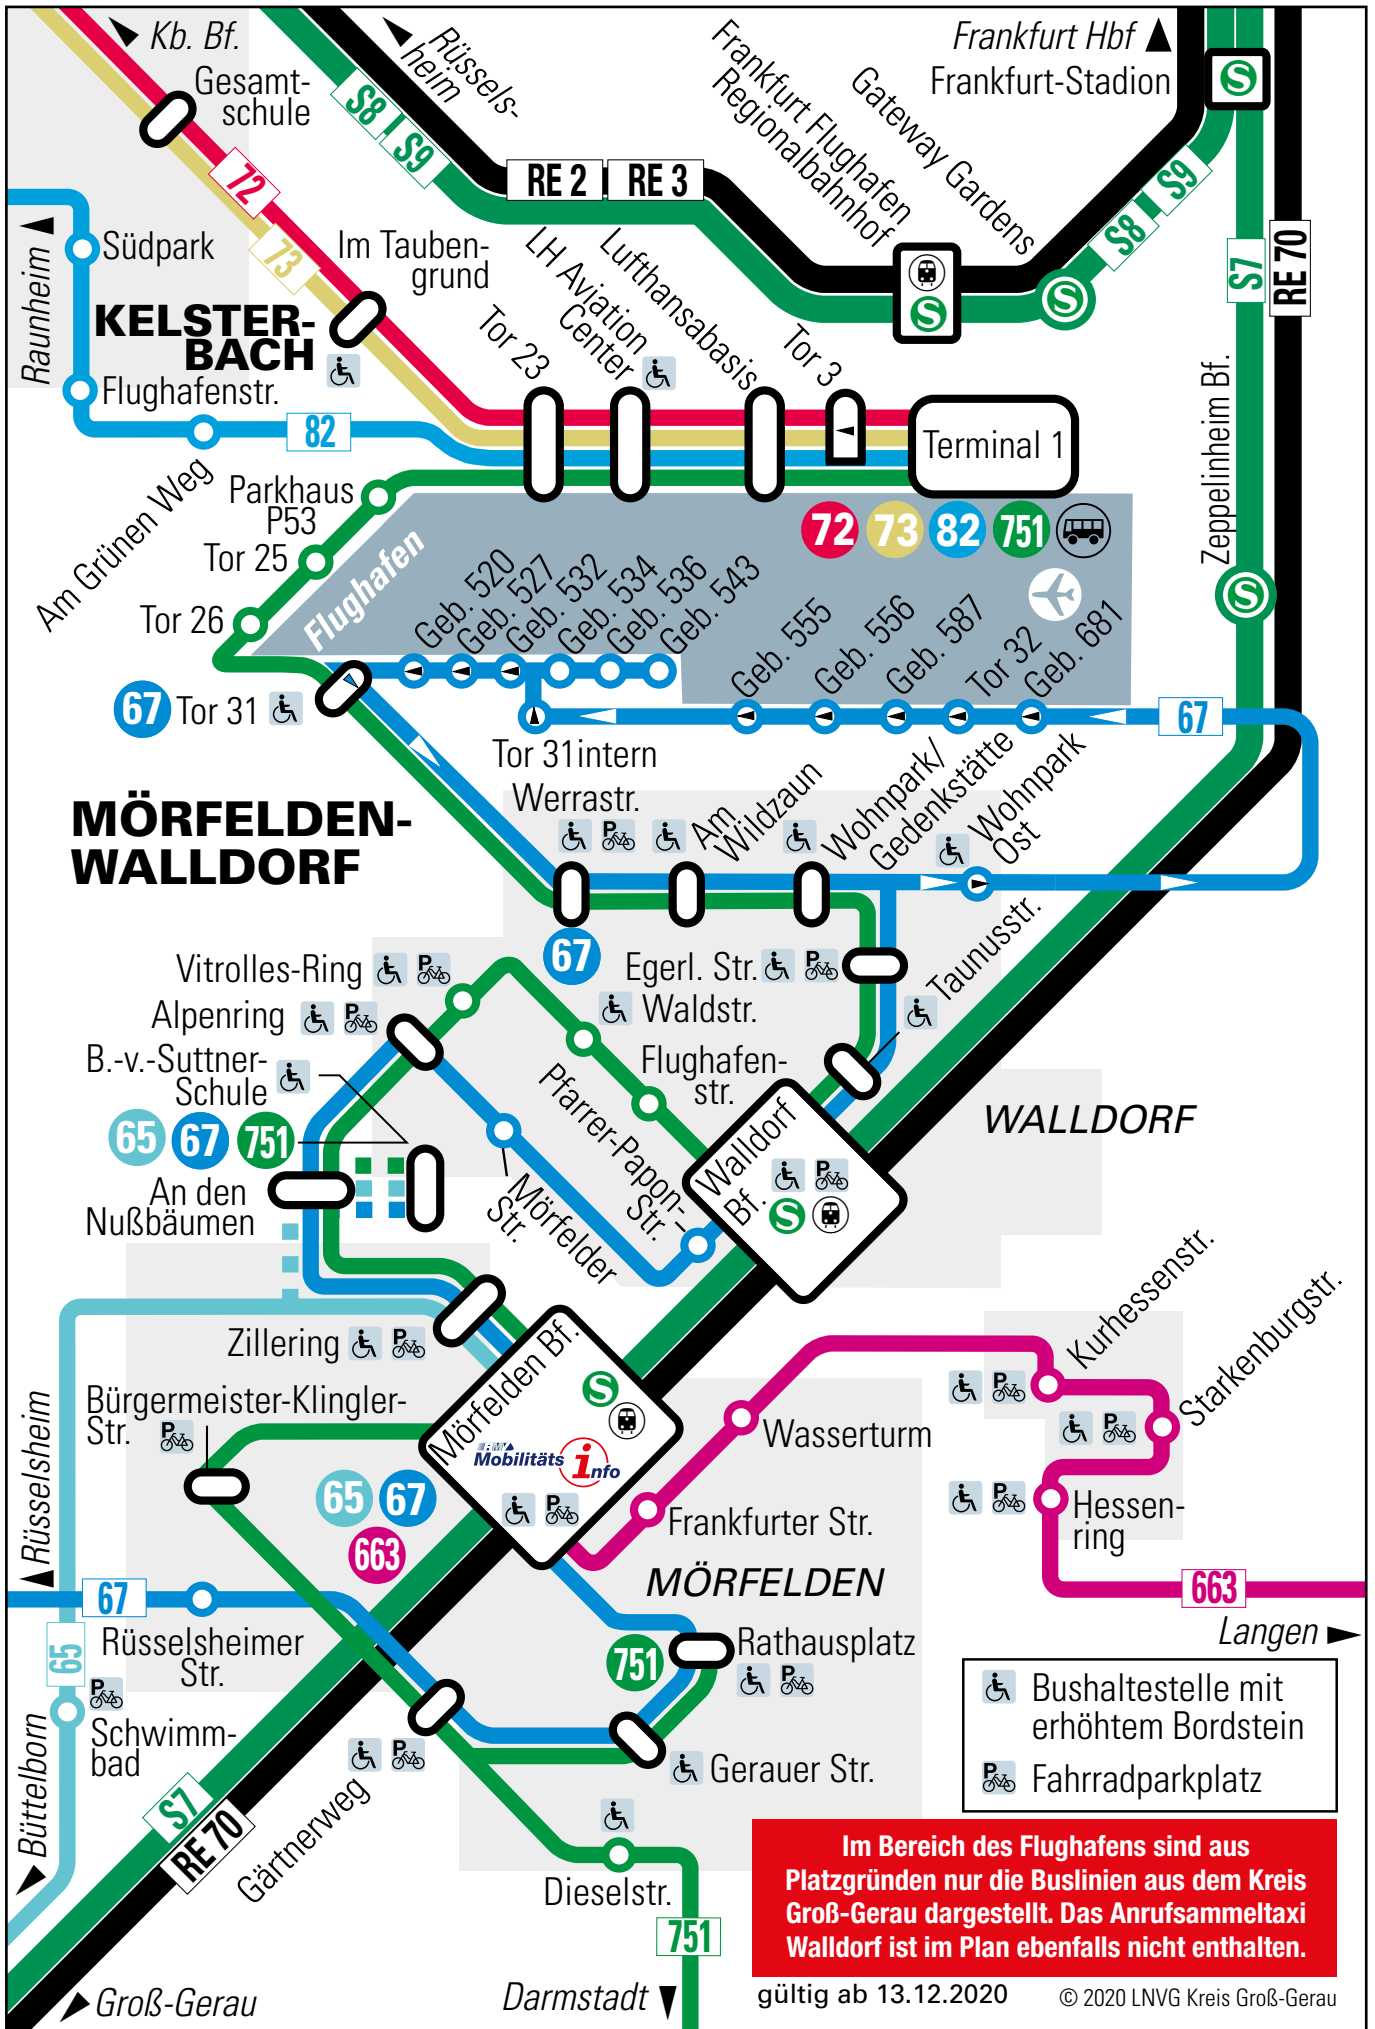 Kb. Bf.
Gesamt-
schule
Rüssels-
heim
S8
S9
RE 2
RE 3
Frankfurt Flughafen
Regionalbahnhof
Gateway Gardens
Frankfurt Hbf
Frankfurt-Stadion
S
S
S
S8
S9
S7
RE 70
72
73
Raunheim
Südpark
KELSTER-
BACH
Flughafenstr.
Im Tauben-
grund
Tor 23
LH Aviation
Center
Lufthansabasis
Tor 3
82
Am Grünen Weg
Terminal 1
Zeppelinheim Bf.
S
Parkhaus
P53
Tor 25
Tor 26
Flughafen
72
73
82
751
Geb. 520
Geb. 527
Geb. 532
Geb. 534
Geb. 536
Geb. 543
Geb. 555
Geb. 556
Geb. 587
Tor 32
Geb. 681
67
Tor 31
67
Tor 31intern
MÖRFELDEN-
WALLDORF
Werrastr.
P
Am
Wildzaun
Wohnpark/
Gedenkstätte
Wohnpark
Ost
67
Vitrolles-Ring
P
Egerl. Str.
P
Taunusstr.
Alpenring
P
Waldstr.
B.-v.-Suttner-
Schule
Flughafen-
str.
65
67
751
Pfarrer-Papon-
Str.
Walldorf
Bf.
P
S
WALLDORF
An den
Nußbäumen
Mörfelder
Str.
Zillering
P
Mörfelden Bf.
S
Mobilitäts
info
P
Kurhessenstr.
P
Starkenburgstr.
P
Bürgermeister-Klingler-
Str.
P
Rüsselsheim
Wasserturm
65
67
663
Frankfurter Str.
P
Hessen-
ring
MÖRFELDEN
67
663
65
Rüsselsheimer
Str.
Langen
751
Rathausplatz
P
P
Schwimm-
bad
Büttelborn
P
Gärtnerweg
Gerauer Str.
Bushaltestelle mit
erhöhtem Bordstein
P
Fahrradparkplatz
S7
RE 70
Dieselstr.
751
Im Bereich des Flughafens sind aus
Platzgründen nur die Buslinien aus dem Kreis
Groß-Gerau dargestellt. Das Anrufsammeltaxi
Walldorf ist im Plan ebenfalls nicht enthalten.
Groß-Gerau
Darmstadt
gültig ab 13.12.2020
© 2020 LNVG Kreis Groß-Gerau